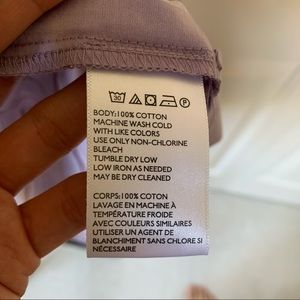 30 P
BODY:100% COTTON
MACHINE WASH COLD
WITH LIKE COLORS
USE ONLY NON-CHLORINE
BLEACH
TUMBLE DRY LOW
LOW IRON AS NEEDED
MAY BE DRY CLEANED
CORPS:100% COTON
LAVAGE EN MACHINE À
TEMPÉRATURE FROIDE
AVEC COULEURS SIMILAIRES
UTILISER UN AGENT DE
BLANCHIMENT SANS CHLORE SI
NÉCESSAIRE